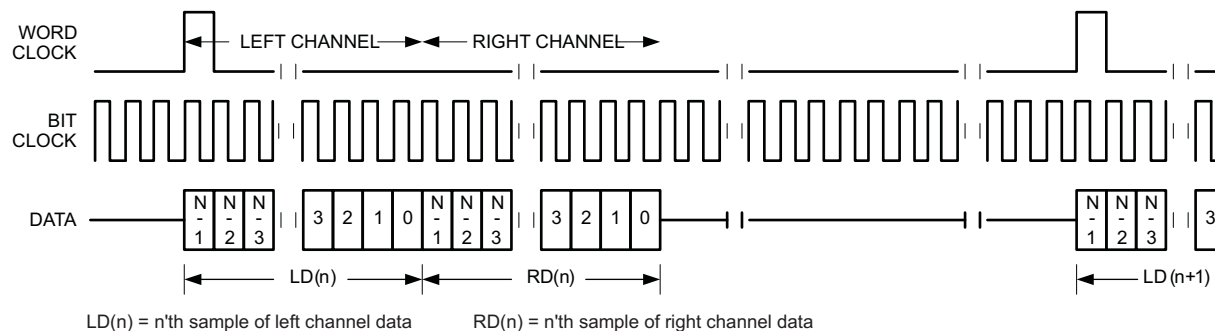 WORD
CLOCK
LEFT CHANNEL
RIGHT CHANNEL
BIT
CLOCK
DATA
N-1 N-2 N-3 3 2 1 0 N-1 N-2 N-3 3 2 1 0 N-1 N-2 N-3 3
LD(n)
RD(n)
LD(n+1)
LD(n) = n'th sample of left channel data
RD(n) = n'th sample of right channel data